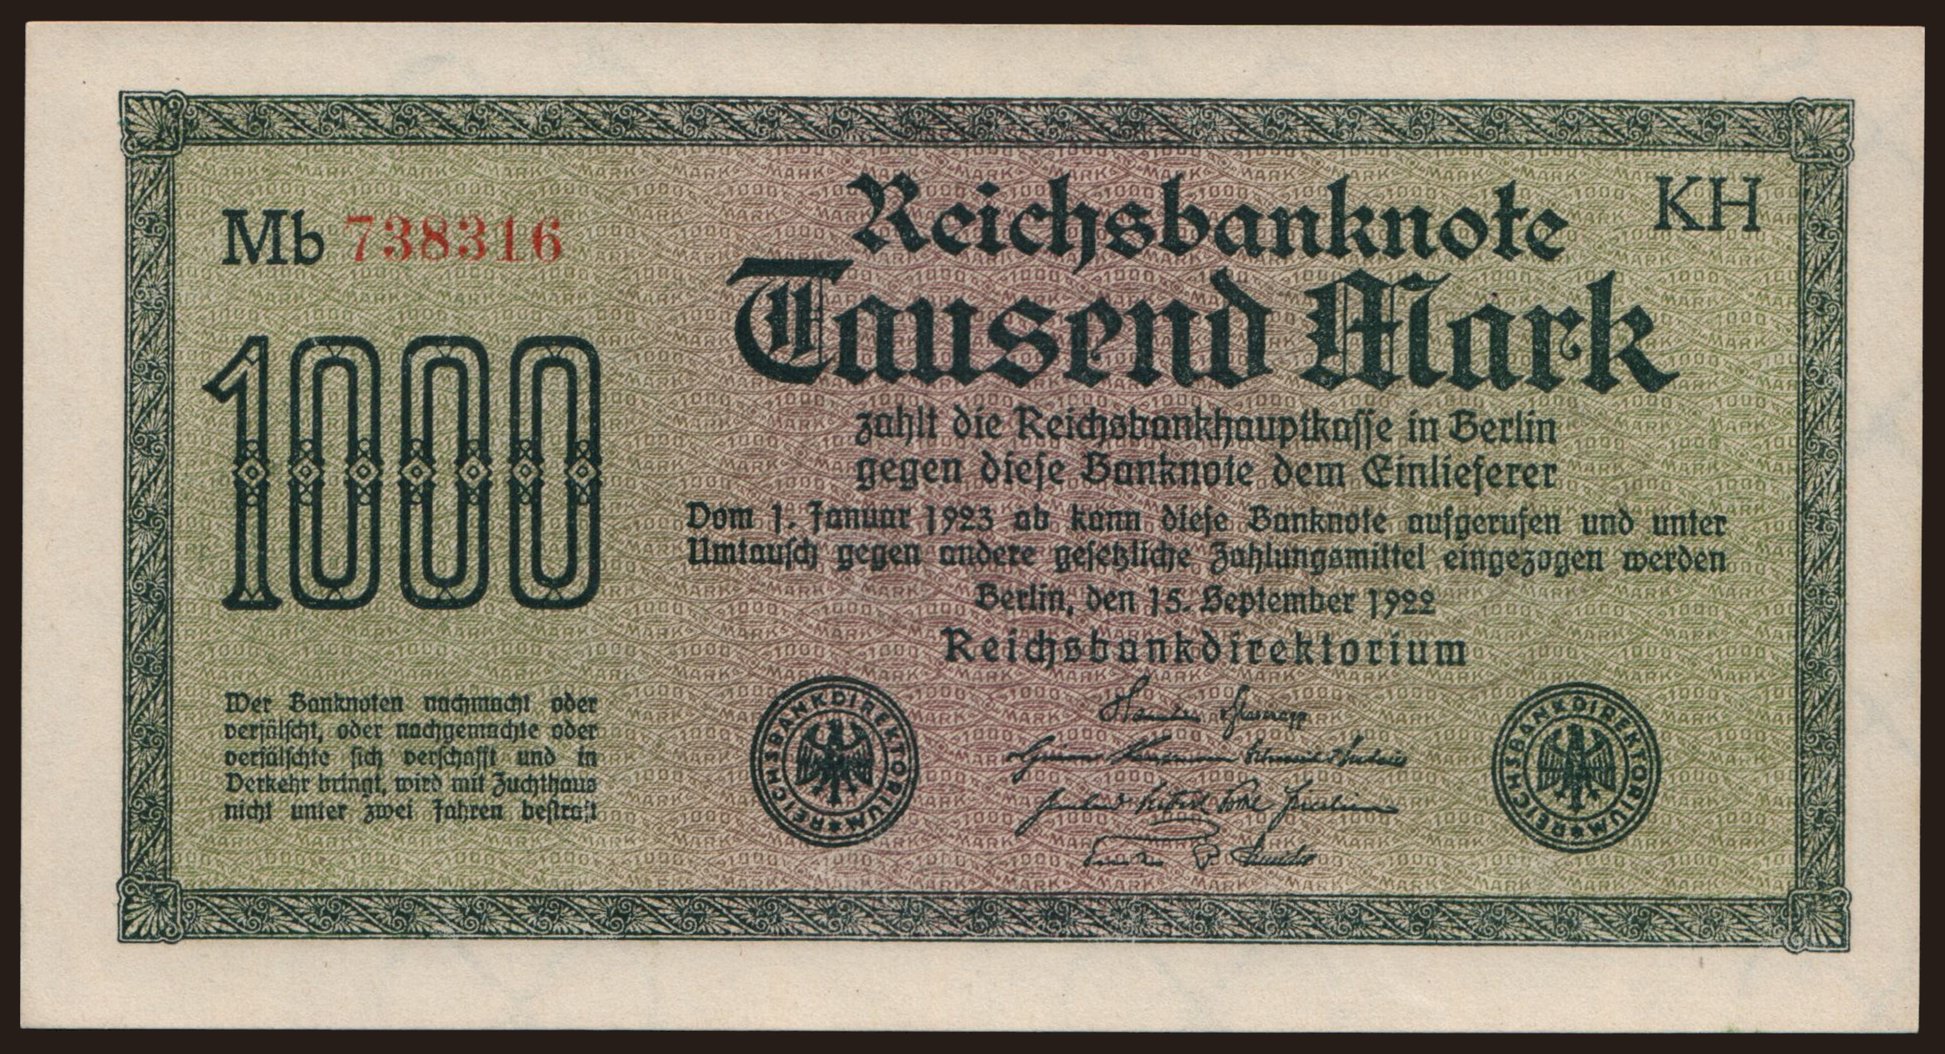 Mb 738316
KH
Reichsbanknote
Tausend Mark
1000
zahlt die Reichsbankhauptkasse in Berlin
gegen diese Banknote dem Einlieferer
Vom 1. Januar 1923 ab kann diese Banknote aufgerufen und unter
Umtausch gegen andere gesetzliche Zahlungsmittel eingezogen werden
Berlin, den 15. September 1922
Reichsbankdirektorium
Wer Banknoten nachmacht oder
verfälscht, oder nachgemachte oder
verfälschte sich verschafft und in
Verkehr bringt, wird mit Zuchthaus
nicht unter zwei Jahren bestraft
REICHSBANKDIREKTORIUM
REICHSBANKDIREKTORIUM